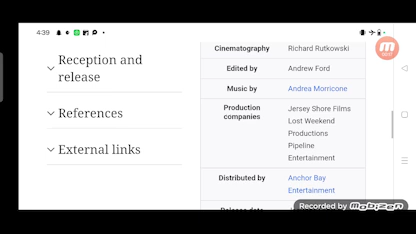 4:39
Reception and
release
References
External links
Cinematography Richard Rutkowski
Edited by Andrew Ford
Music by Andrea Morricone
Production Jersey Shore Films
companies Lost Weekend
Productions
Pipeline
Entertainment
Distributed by Anchor Bay
Entertainment
Recorded by mobizen